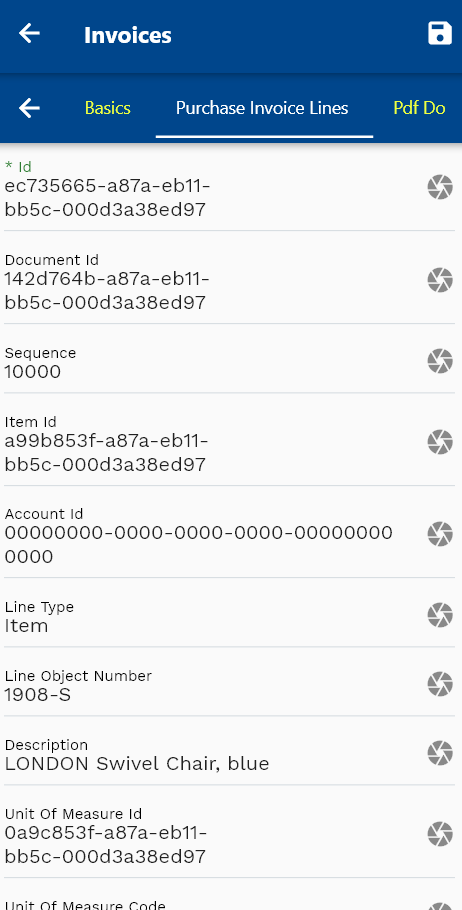 Invoices
Basics Purchase Invoice Lines Pdf Do
* Id
ec735665-a87a-eb11-
bb5c-000d3a38ed97
Document Id
142d764b-a87a-eb11-
bb5c-000d3a38ed97
Sequence
10000
Item Id
a99b853f-a87a-eb11-
bb5c-000d3a38ed97
Account Id
00000000-0000-0000-0000-00000000
0000
Line Type
Item
Line Object Number
1908-S
Description
LONDON Swivel Chair, blue
Unit Of Measure Id
0a9c853f-a87a-eb11-
bb5c-000d3a38ed97
Unit Of Measure Code